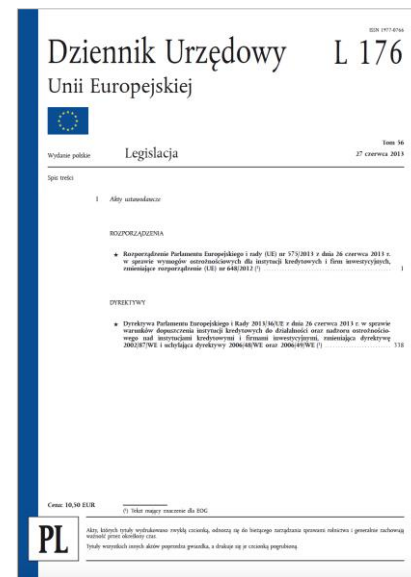 ISSN 1977-0766
Dziennik Urzędowy L 176
Unii Europejskiej
Tom 56
Wydanie polskie Legislacja 27 czerwca 2013
Spis treści
I Akty ustawodawcze
ROZPORZĄDZENIA
★ Rozporządzenie Parlamentu Europejskiego i rady (UE) nr 575/2013 z dnia 26 czerwca 2013 r.
w sprawie wymogów ostrożnościowych dla instytucji kredytowych i firm inwestycyjnych,
zmieniające rozporządzenie (UE) nr 648/2012 (¹) 1
DYREKTYWY
★ Dyrektywa Parlamentu Europejskiego i Rady 2013/36/UE z dnia 26 czerwca 2013 r. w sprawie
warunków dopuszczenia instytucji kredytowych do działalności oraz nadzoru ostrożnościo-
wego nad instytucjami kredytowymi i firmami inwestycyjnymi, zmieniająca dyrektywę
2002/87/WE i uchylająca dyrektywy 2006/48/WE oraz 2006/49/WE (¹) 338
Cena: 10,50 EUR
(¹) Tekst mający znaczenie dla EOG
PL
Akty, których tytuły wydrukowano zwykłą czcionką, odnoszą się do bieżącego zarządzania sprawami rolnictwa i generalnie zachowują
ważność przez określony czas.
Tytuły wszystkich innych aktów poprzedza gwiazdka, a drukuje się je czcionką pogrubioną.